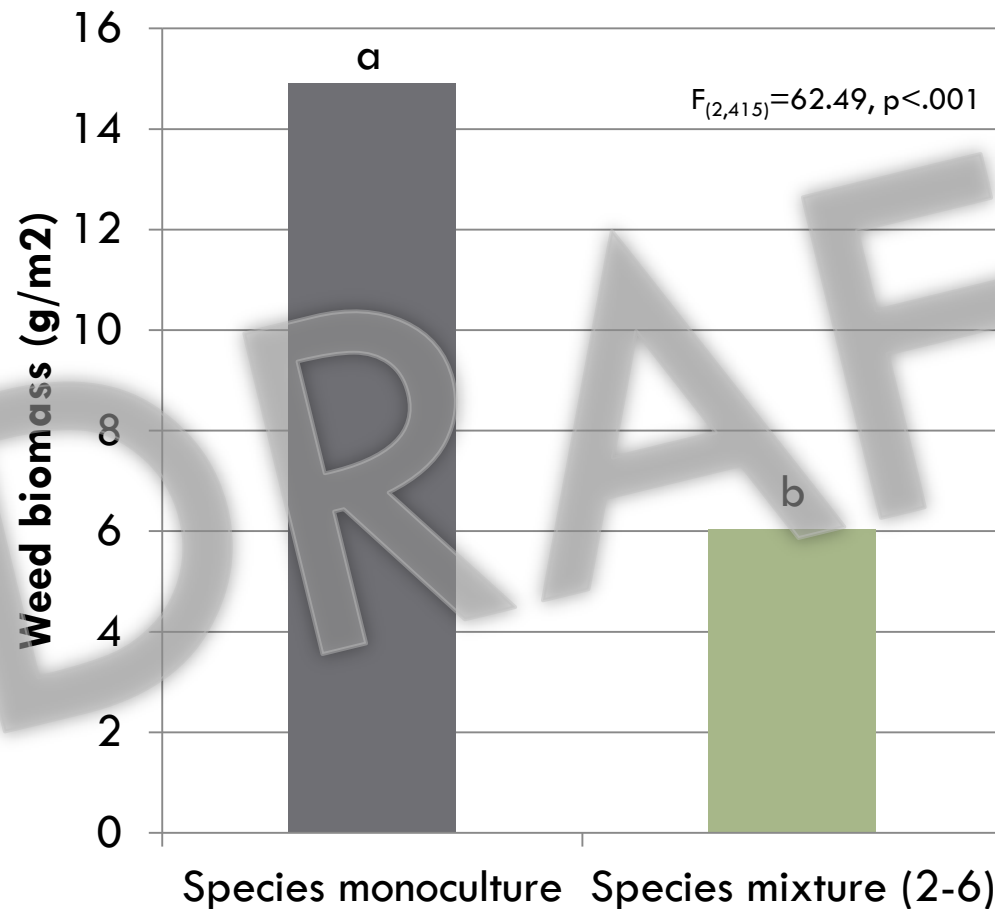 16
a
F(2,415)=62.49, p<.001
14
12
10
8
b
6
4
2
0
Weed biomass (g/m2)
Species monoculture
Species mixture (2-6)
DRAF